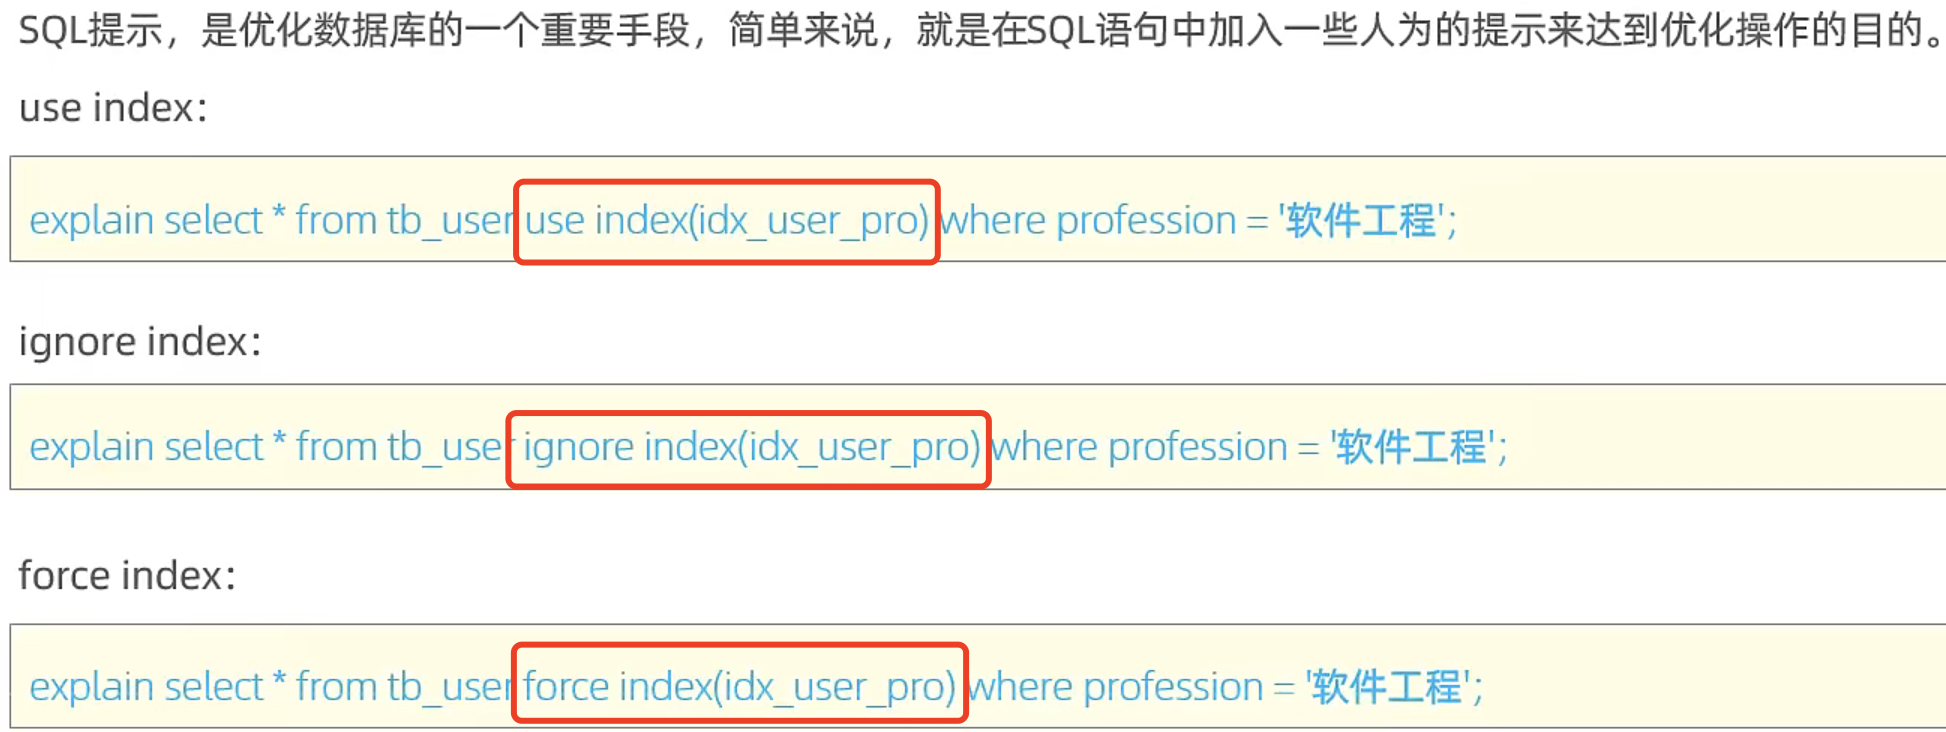 SQL提示，是优化数据库的一个重要手段，简单来说，就是在SQL语句中加入一些人为的提示来达到优化操作的目的。
use index：
explain select * from tb_user use index(idx_user_pro) where profession = '软件工程';
ignore index：
explain select * from tb_user ignore index(idx_user_pro) where profession = '软件工程';
force index：
explain select * from tb_user force index(idx_user_pro) where profession = '软件工程';